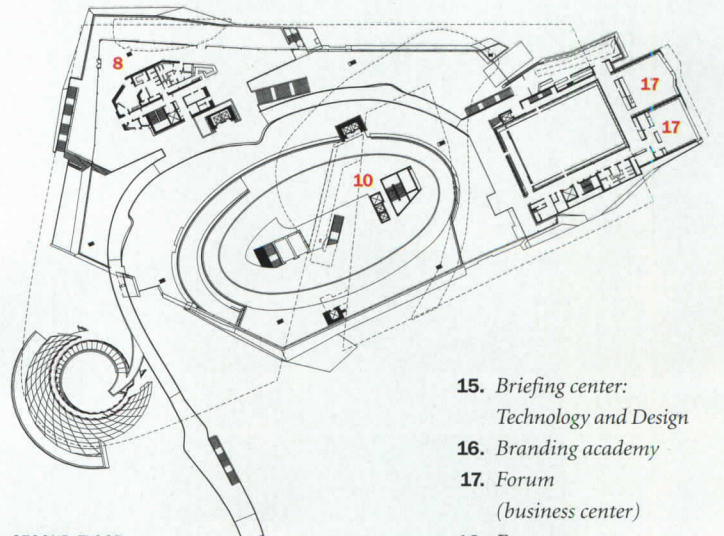 8
17
17
10
15. Briefing center:
Technology and Design
16. Branding academy
17. Forum
(business center)